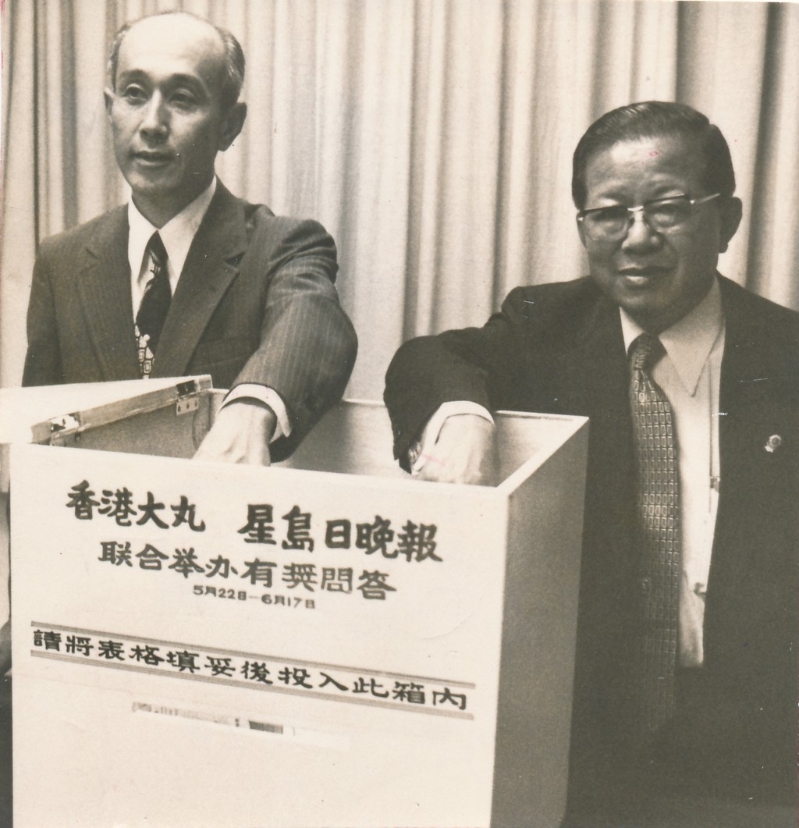 香港大丸 星島日晚報
联合举办有奨問答
5月22日-6月17日
請將表格填妥後投入此箱內